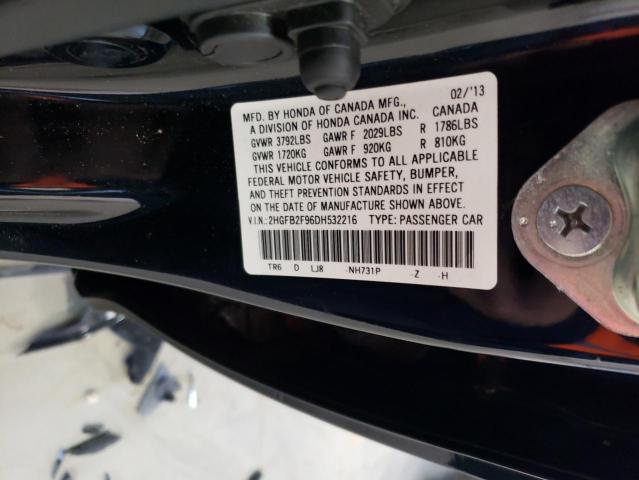 02/'13
MFD. BY HONDA OF CANADA MFG., CANADA
A DIVISION OF HONDA CANADA INC.
GVWR 3792LBS GAWR F 2029LBS R 1786LBS
GVWR 1720KG GAWR F 920KG R 810KG
THIS VEHICLE CONFORMS TO ALL APPLICABLE
FEDERAL MOTOR VEHICLE SAFETY, BUMPER,
AND THEFT PREVENTION STANDARDS IN EFFECT
ON THE DATE OF MANUFACTURE SHOWN ABOVE.
V.I.N.:2HGFB2F96DH532216 TYPE: PASSENGER CAR
TR6 D LJ8 -NH731P -Z -H